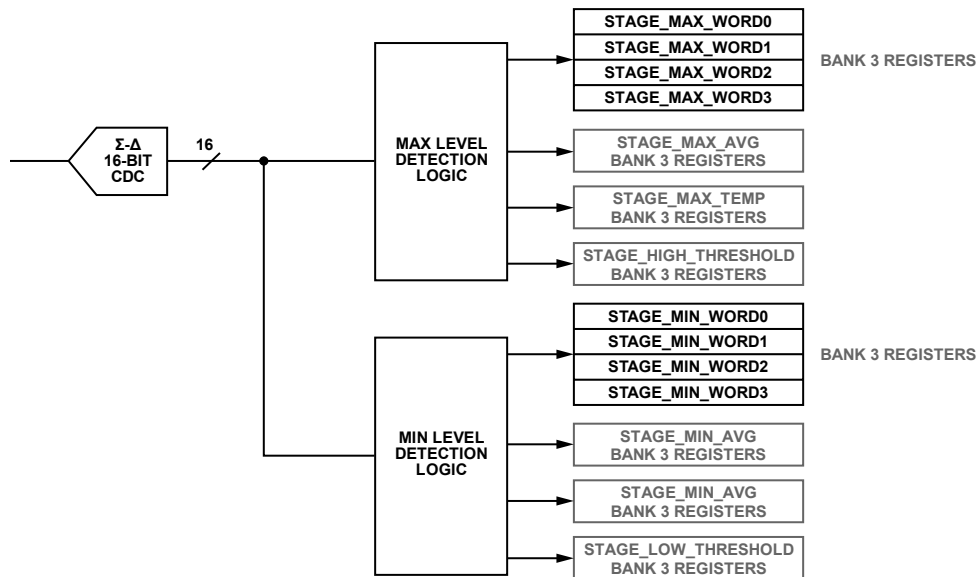 Σ-Δ
16-BIT
CDC
16
MAX LEVEL
DETECTION
LOGIC
STAGE_MAX_WORD0
STAGE_MAX_WORD1
STAGE_MAX_WORD2
STAGE_MAX_WORD3
BANK 3 REGISTERS
STAGE_MAX_AVG
BANK 3 REGISTERS
STAGE_MAX_TEMP
BANK 3 REGISTERS
STAGE_HIGH_THRESHOLD
BANK 3 REGISTERS
MIN LEVEL
DETECTION
LOGIC
STAGE_MIN_WORD0
STAGE_MIN_WORD1
STAGE_MIN_WORD2
STAGE_MIN_WORD3
BANK 3 REGISTERS
STAGE_MIN_AVG
BANK 3 REGISTERS
STAGE_MIN_AVG
BANK 3 REGISTERS
STAGE_LOW_THRESHOLD
BANK 3 REGISTERS